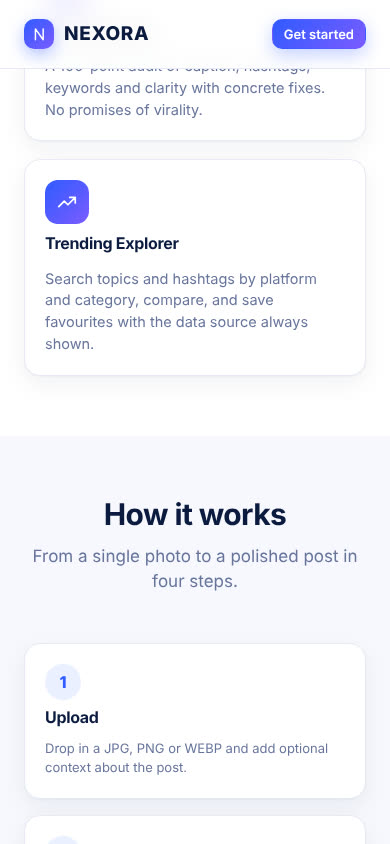 N NEXORA
Get started
keywords and clarity with concrete fixes.
No promises of virality.
Trending Explorer
Search topics and hashtags by platform
and category, compare, and save
favourites with the data source always
shown.
How it works
From a single photo to a polished post in
four steps.
1
Upload
Drop in a JPG, PNG or WEBP and add optional
context about the post.